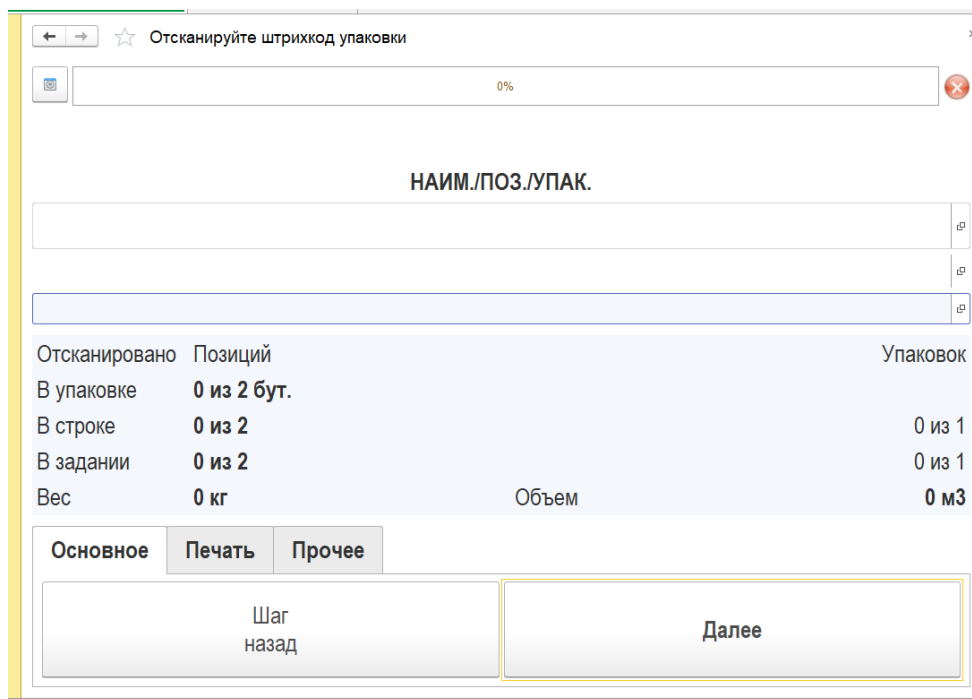 Отсканируйте штрихкод упаковки
0%
НАИМ./ПОЗ./УПАК.
Отсканировано Позиций Упаковок
В упаковке 0 из 2 бут.
В строке 0 из 2 0 из 1
В задании 0 из 2 0 из 1
Вес 0 кг Объем 0 м3
Основное Печать Прочее
Шаг
назад
Далее